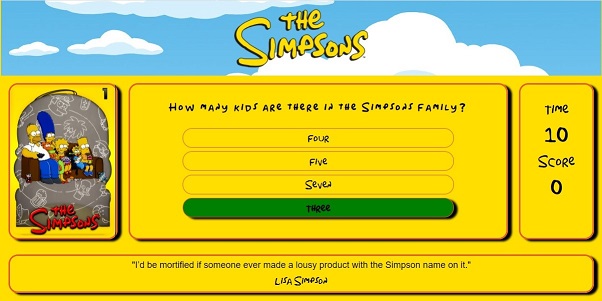 THE
SIMPSONS
1
THE
SIMPSONS
How many kids are there in the Simpsons family?
Four
Five
Seven
Three
Time
10
Score
0
"I'd be mortified if someone ever made a lousy product with the Simpson name on it."
Lisa Simpson